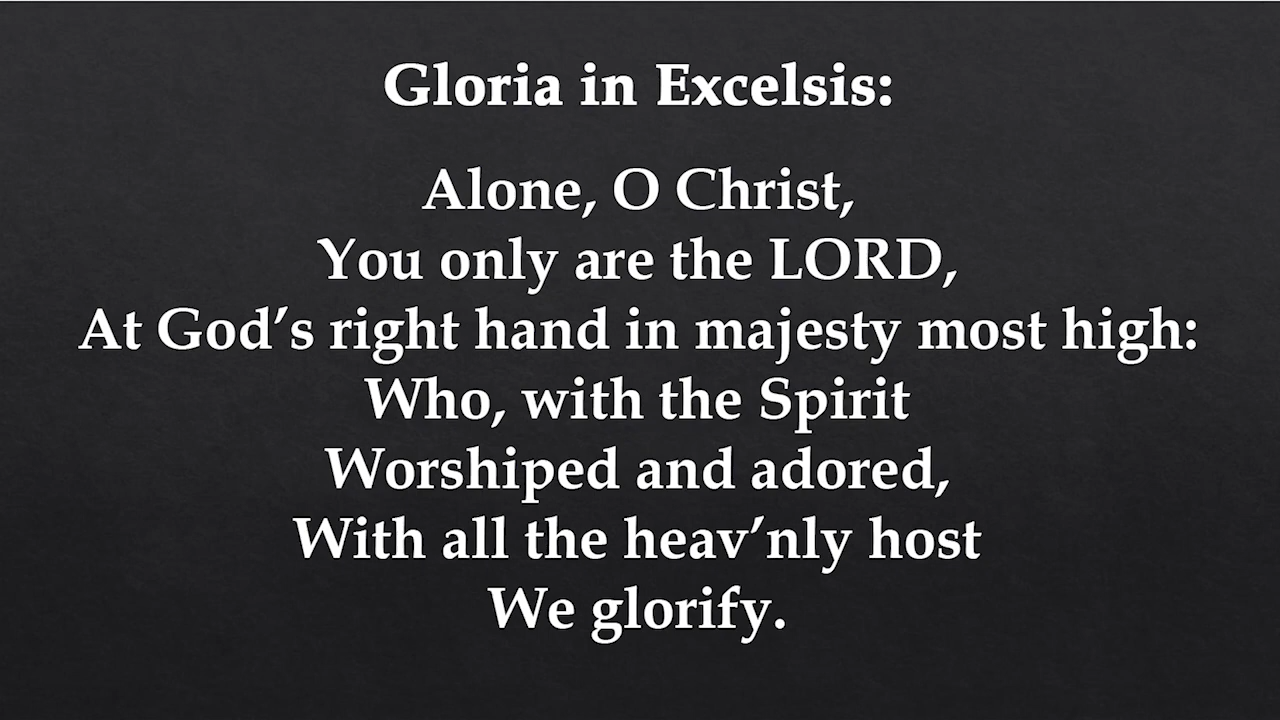 Gloria in Excelsis:
Alone, O Christ,
You only are the LORD,
At God’s right hand in majesty most high:
Who, with the Spirit
Worshiped and adored,
With all the heav’nly host
We glorify.